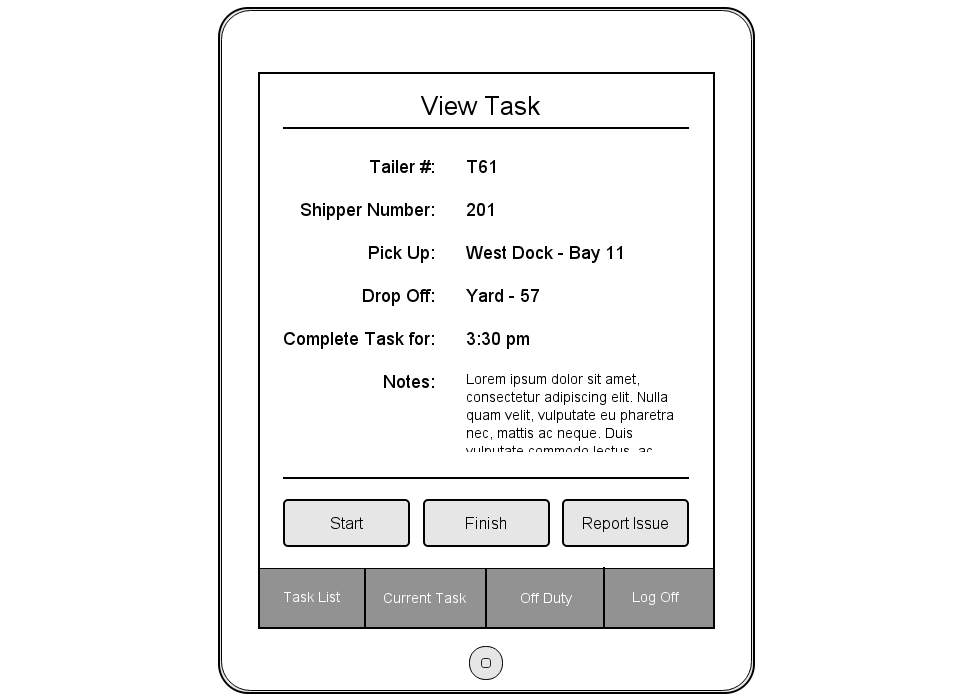 View Task
Tailer #: T61
Shipper Number: 201
Pick Up: West Dock - Bay 11
Drop Off: Yard - 57
Complete Task for: 3:30 pm
Notes: Lorem ipsum dolor sit amet,
consectetur adipiscing elit. Nulla
quam velit, vulputate eu pharetra
nec, mattis ac neque. Duis
vulputate commodo lectus, ac
Start Finish Report Issue
Task List Current Task Off Duty Log Off